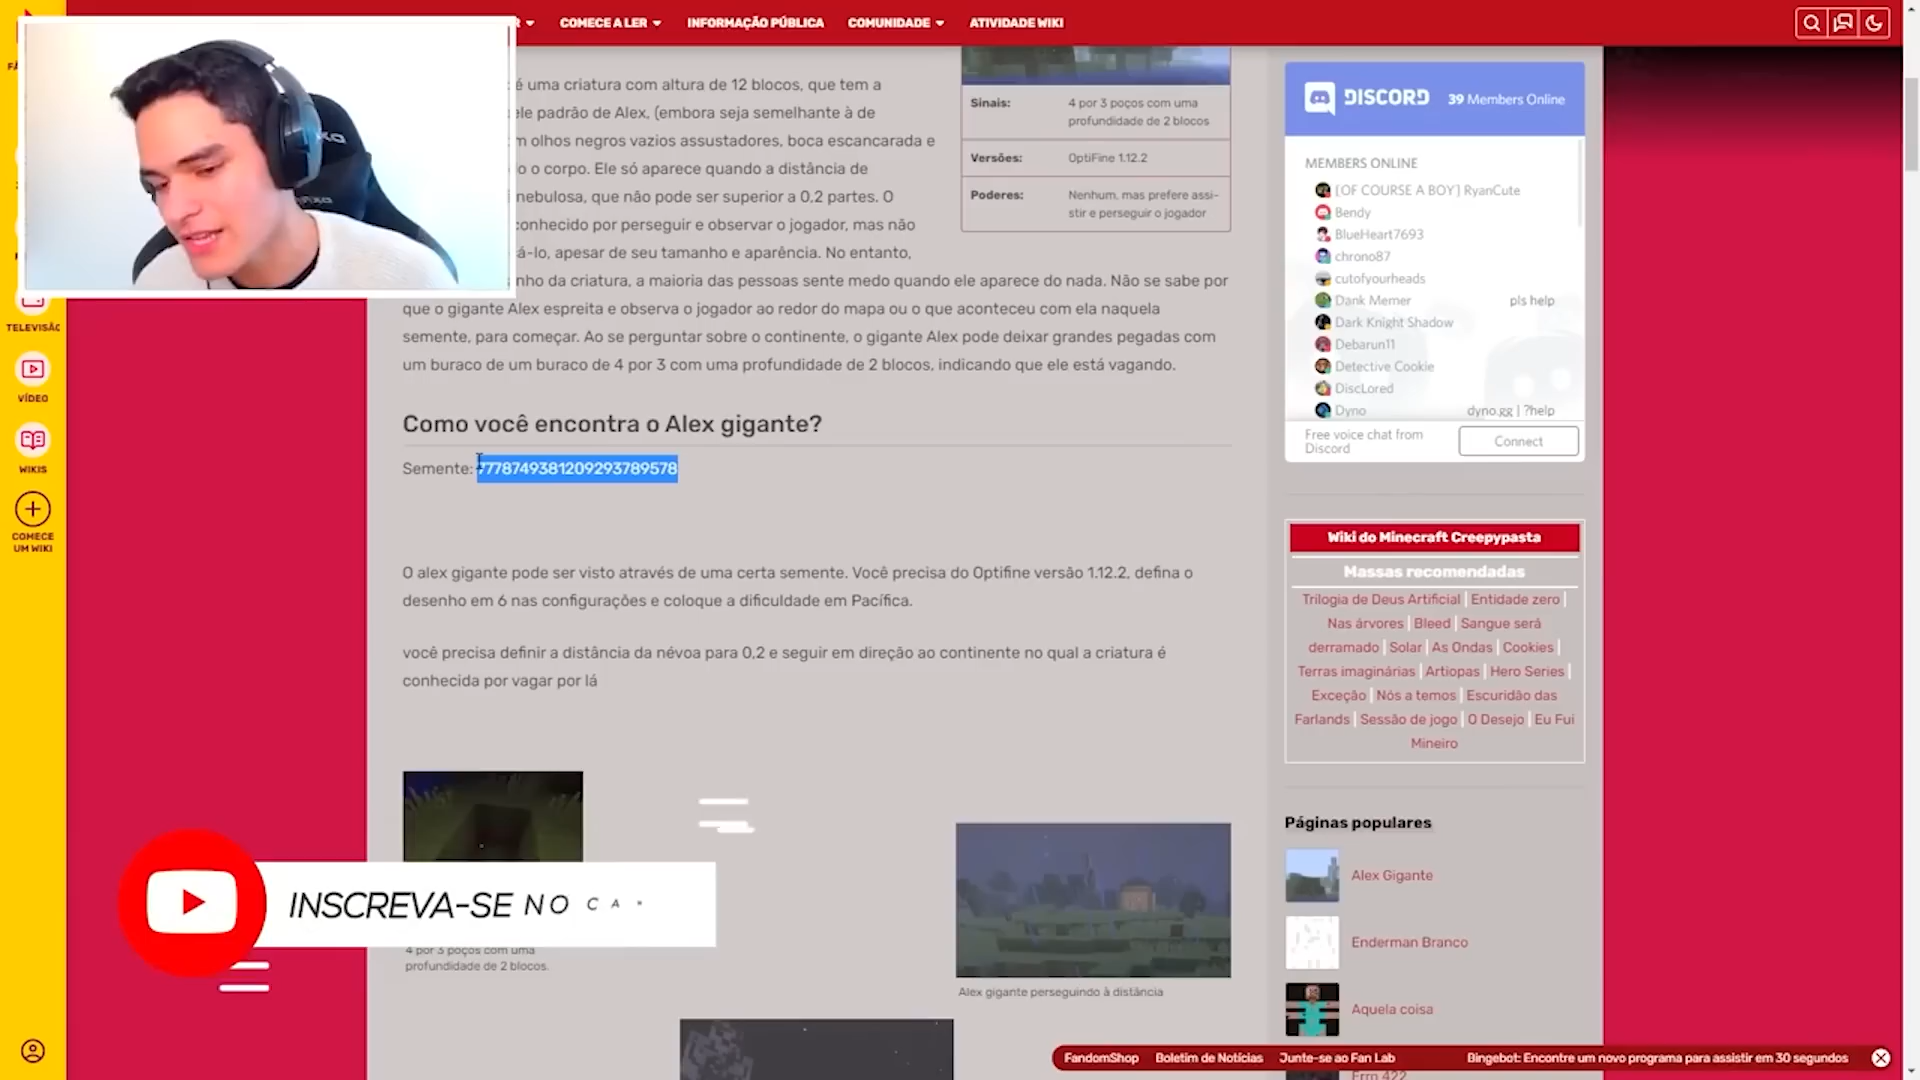 COMECE A LER
INFORMAÇÃO PÚBLICA
COMUNIDADE
ATIVIDADE WIKI
TELEVISÃO
VÍDEO
WIKIS
COMECE
UM WIKI
é uma criatura com altura de 12 blocos, que tem a
ele padrão de Alex, (embora seja semelhante à de
m olhos negros vazios assustadores, boca escancarada e
o o corpo. Ele só aparece quando a distância de
nebulosa, que não pode ser superior a 0,2 partes. O
conhecido por perseguir e observar o jogador, mas não
á-lo, apesar de seu tamanho e aparência. No entanto,
nho da criatura, a maioria das pessoas sente medo quando ele aparece do nada. Não se sabe por
que o gigante Alex espreita e observa o jogador ao redor do mapa ou o que aconteceu com ela naquela
semente, para começar. Ao se perguntar sobre o continente, o gigante Alex pode deixar grandes pegadas com
um buraco de um buraco de 4 por 3 com uma profundidade de 2 blocos, indicando que ele está vagando.
Sinais: 4 por 3 poços com uma
profundidade de 2 blocos
Versões: OptiFine 1.12.2
Poderes: Nenhum, mas prefere assi-
stir e perseguir o jogador
Como você encontra o Alex gigante?
Semente:
O alex gigante pode ser visto através de uma certa semente. Você precisa do Optifine versão 1.12.2, defina o
desenho em 6 nas configurações e coloque a dificuldade em Pacífica.
você precisa definir a distância da névoa para 0,2 e seguir em direção ao continente no qual a criatura é
conhecida por vagar por lá
INSCREVA-SE NO CA
4 por 3 poços com uma
profundidade de 2 blocos.
Alex gigante perseguindo à distância
DISCORD 39 Members Online
MEMBERS ONLINE
[OF COURSE A BOY] RyanCute
Bendy
BlueHeart7693
chrono87
cutofyourheads
Dank Memer pls help
Dark Knight Shadow
Debarun11
Detective Cookie
DiscLored
Dyno dyno.gg | ?help
Free voice chat from
Discord
Connect
Wiki do Minecraft Creepypasta
Massas recomendadas
Trilogia de Deus Artificial | Entidade zero |
Nas árvores | Bleed | Sangue será
derramado | Solar | As Ondas | Cookies |
Terras imaginárias | Artiopas | Hero Series |
Exceção | Nós a temos | Escuridão das
Farlands | Sessão de jogo | O Desejo | Eu Fui
Mineiro
Páginas populares
Alex Gigante
Enderman Branco
Aquela coisa
FandomShop
Boletim de Notícias
Junte-se ao Fan Lab
Bingebot: Encontre um novo programa para assistir em 30 segundos